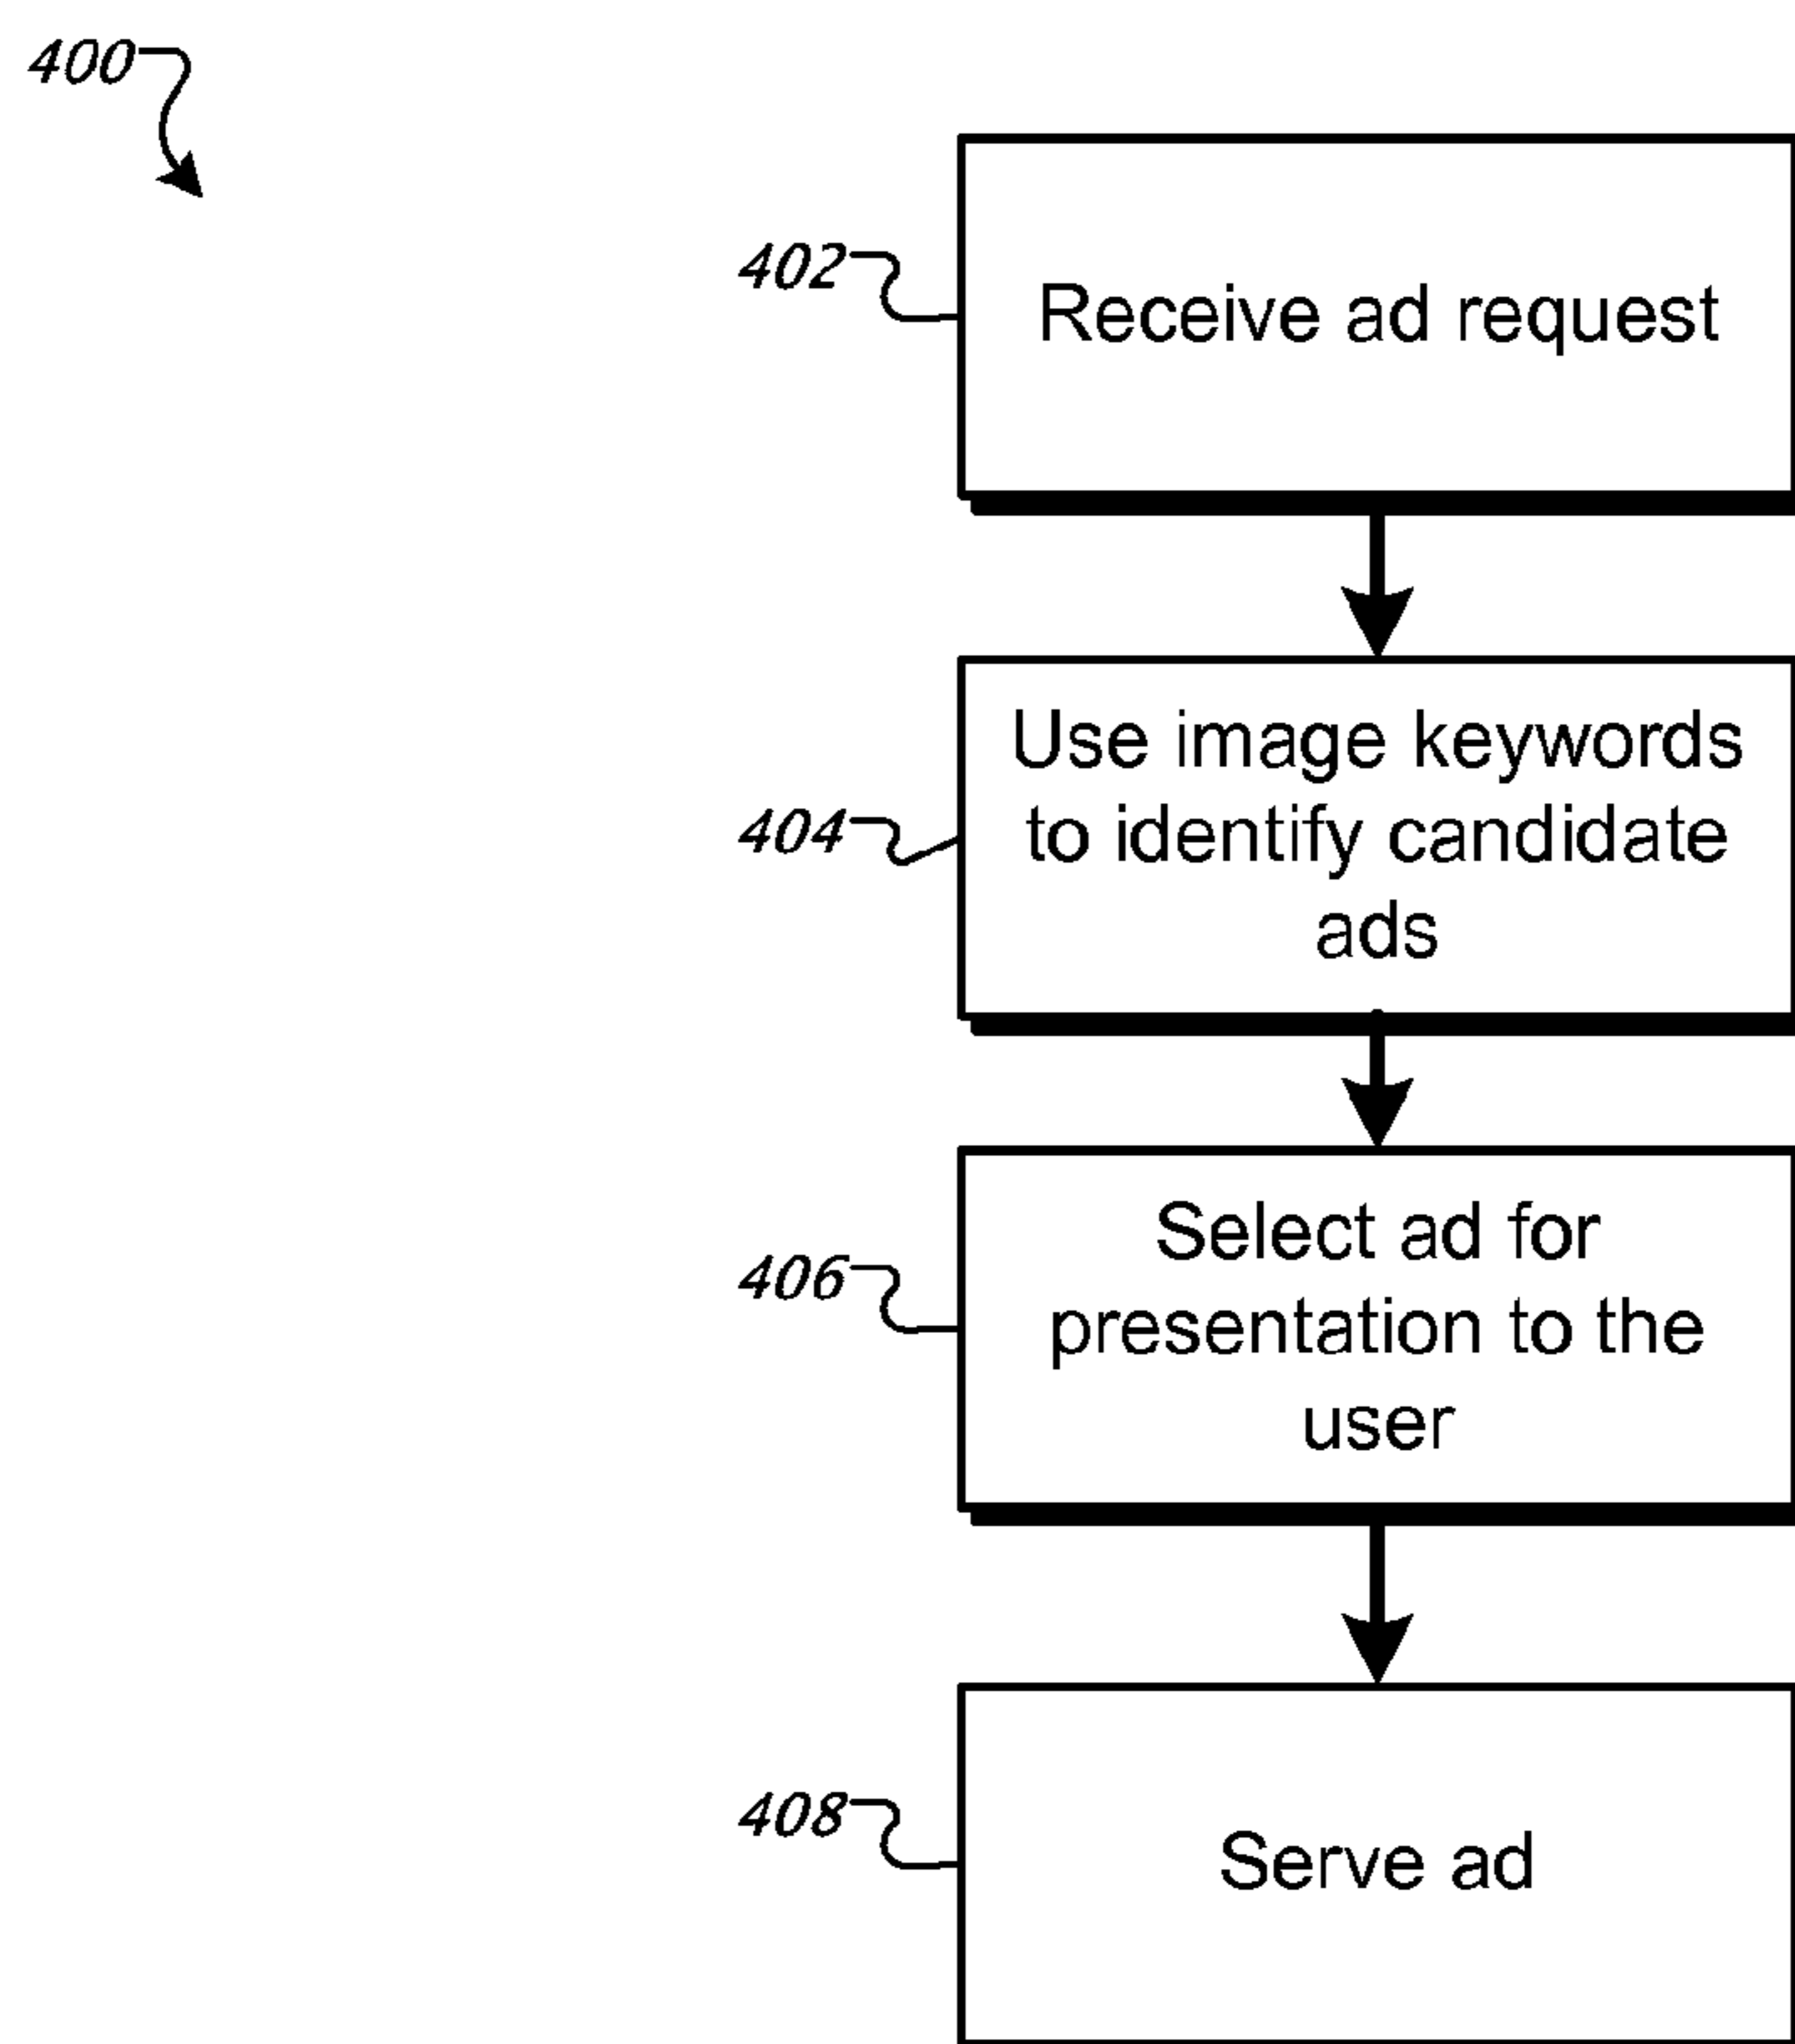 400
402
Receive ad request
Use image keywords
404
to identify candidate
ads
Select ad for
406
presentation to the
user
408
Serve ad